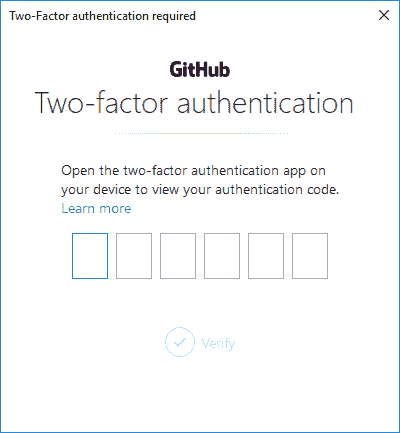 Two-Factor authentication required
GitHub
Two-factor authentication
Open the two-factor authentication app on
your device to view your authentication code.
Learn more
Verify